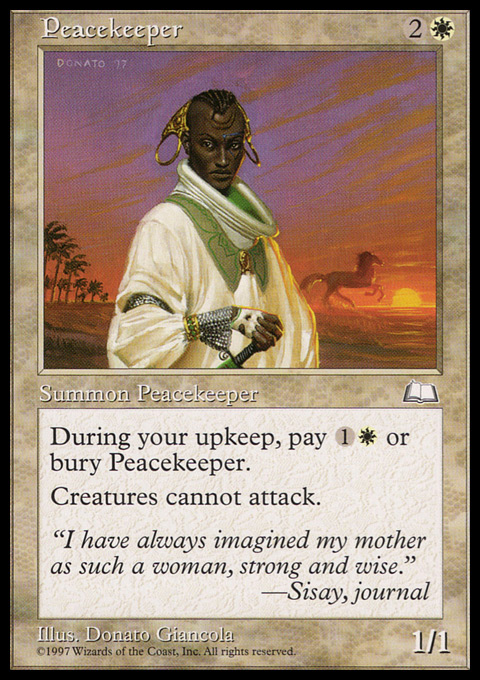 Peacekeeper 2
DONATO 97
Summon Peacekeeper
During your upkeep, pay 1 or
bury Peacekeeper.
Creatures cannot attack.
“I have always imagined my mother
as such a woman, strong and wise.”
—Sisay, journal
Illus. Donato Giancola
1/1
©1997 Wizards of the Coast, Inc. All rights reserved.